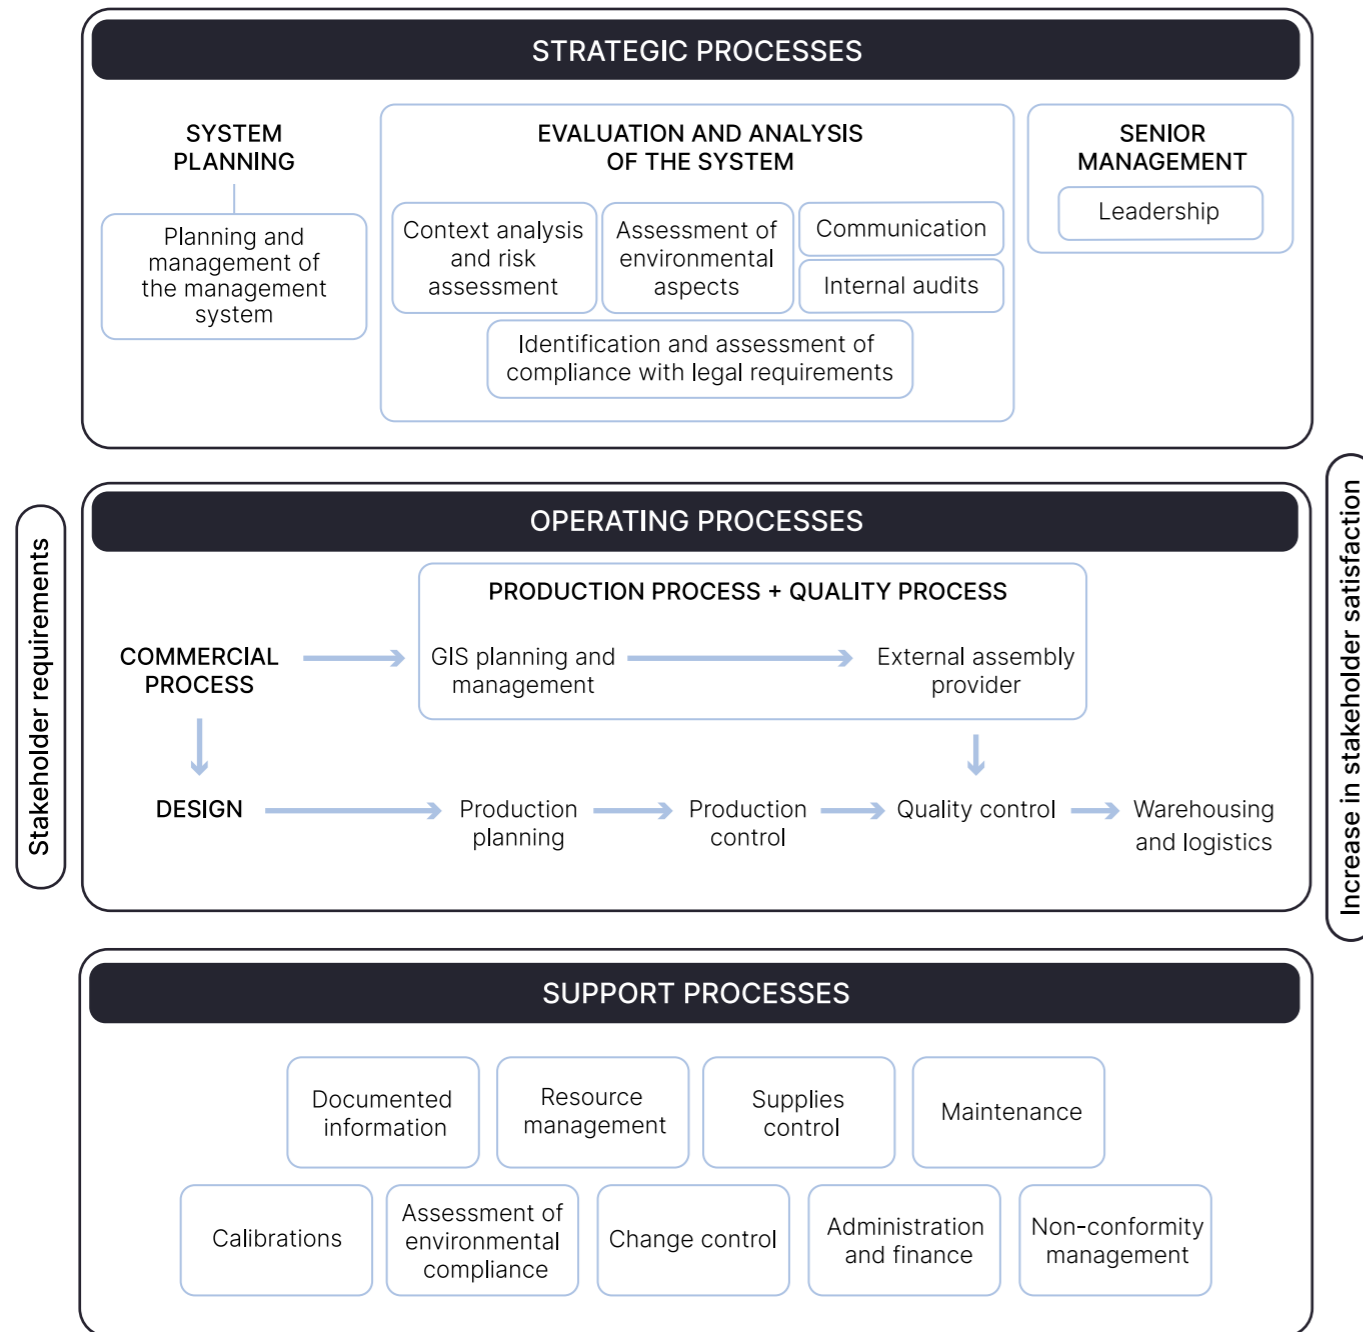 STRATEGIC PROCESSES
SYSTEM
PLANNING
Planning and
management of
the management
system
EVALUATION AND ANALYSIS
OF THE SYSTEM
Context analysis
and risk
assessment
Assessment of
environmental
aspects
Communication
Internal audits
Identification and assessment of
compliance with legal requirements
SENIOR
MANAGEMENT
Leadership
Stakeholder requirements
OPERATING PROCESSES
PRODUCTION PROCESS + QUALITY PROCESS
COMMERCIAL
PROCESS
GIS planning and
management
External assembly
provider
DESIGN
Production
planning
Production
control
Quality control
Warehousing
and logistics
Increase in stakeholder satisfaction
SUPPORT PROCESSES
Documented
information
Resource
management
Supplies
control
Maintenance
Calibrations
Assessment of
environmental
compliance
Change control
Administration
and finance
Non-conformity
management